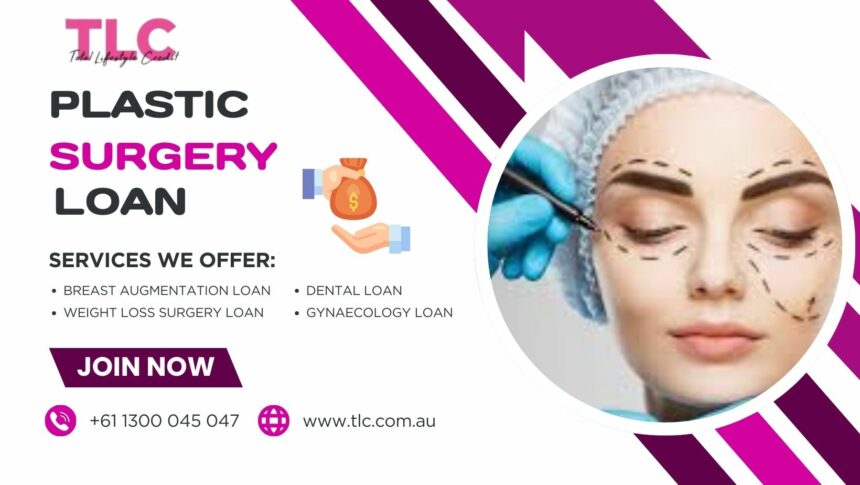 TLC
Total Lifestyle Credit
PLASTIC
SURGERY
LOAN
$
SERVICES WE OFFER:
• BREAST AUGMENTATION LOAN
• WEIGHT LOSS SURGERY LOAN
• DENTAL LOAN
• GYNAECOLOGY LOAN
JOIN NOW
+61 1300 045 047
www.tlc.com.au